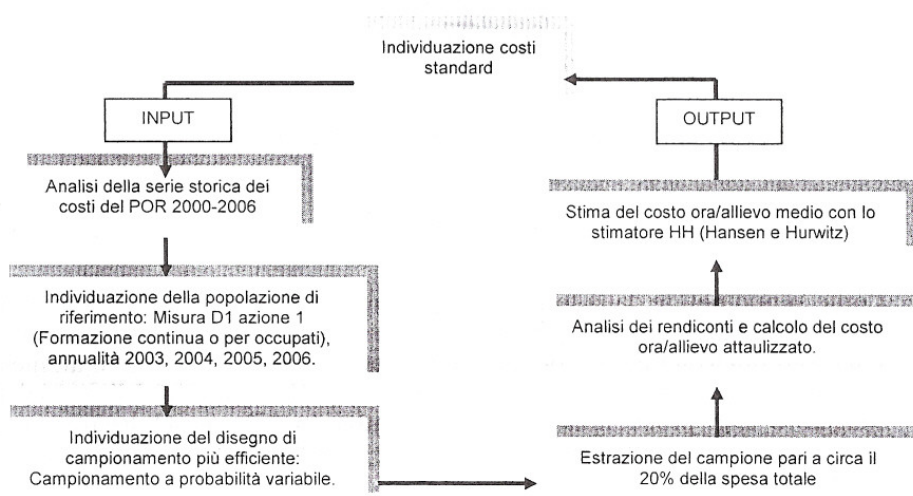 Individuazione costi
standard
INPUT
Analisi della serie storica dei
costi del POR 2000-2006
Individuazione della popolazione di
riferimento: Misura D1 azione 1
(Formazione continua o per occupati),
annualità 2003, 2004, 2005, 2006.
Individuazione del disegno di
campionamento più efficiente:
Campionamento a probabilità variabile.
OUTPUT
Stima del costo ora/allievo medio con lo
stimatore HH (Hansen e Hurwitz)
Analisi dei rendiconti e calcolo del costo
ora/allievo attaulizzato.
Estrazione del campione pari a circa il
20% della spesa totale